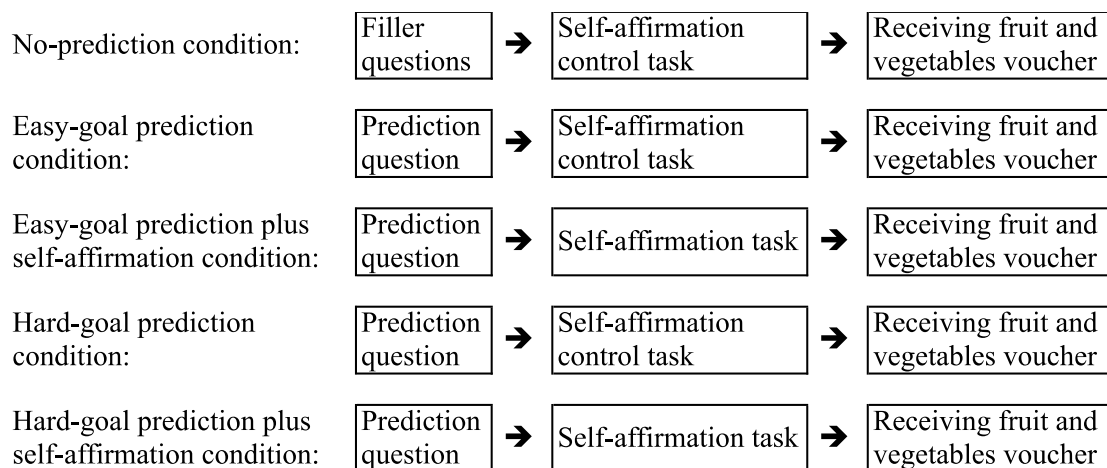 No-prediction condition:
Filler
questions
➔
Self-affirmation
control task
➔
Receiving fruit and
vegetables voucher
Easy-goal prediction
condition:
Prediction
question
➔
Self-affirmation
control task
➔
Receiving fruit and
vegetables voucher
Easy-goal prediction plus
self-affirmation condition:
Prediction
question
➔
Self-affirmation task
➔
Receiving fruit and
vegetables voucher
Hard-goal prediction
condition:
Prediction
question
➔
Self-affirmation
control task
➔
Receiving fruit and
vegetables voucher
Hard-goal prediction plus
self-affirmation condition:
Prediction
question
➔
Self-affirmation task
➔
Receiving fruit and
vegetables voucher